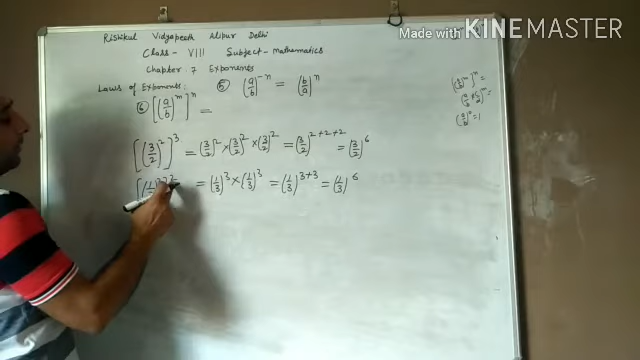 Made with KINEMASTER
Rishikul Vidyapeeth Alipur Delhi
Class - VIII Subject - Mathematics
Chapter 7 Exponents
Laws of Exponents: ⑤ (a/b)^-n = (b/a)^n
⑥ [(a/b)^m]^n =
[(3/2)^2]^3 = (3/2)^2 × (3/2)^2 × (3/2)^2 = (3/2)^2+2+2 = (3/2)^6
= (1/3)^3 × (1/3)^3 = (1/3)^3+3 = (1/3)^6